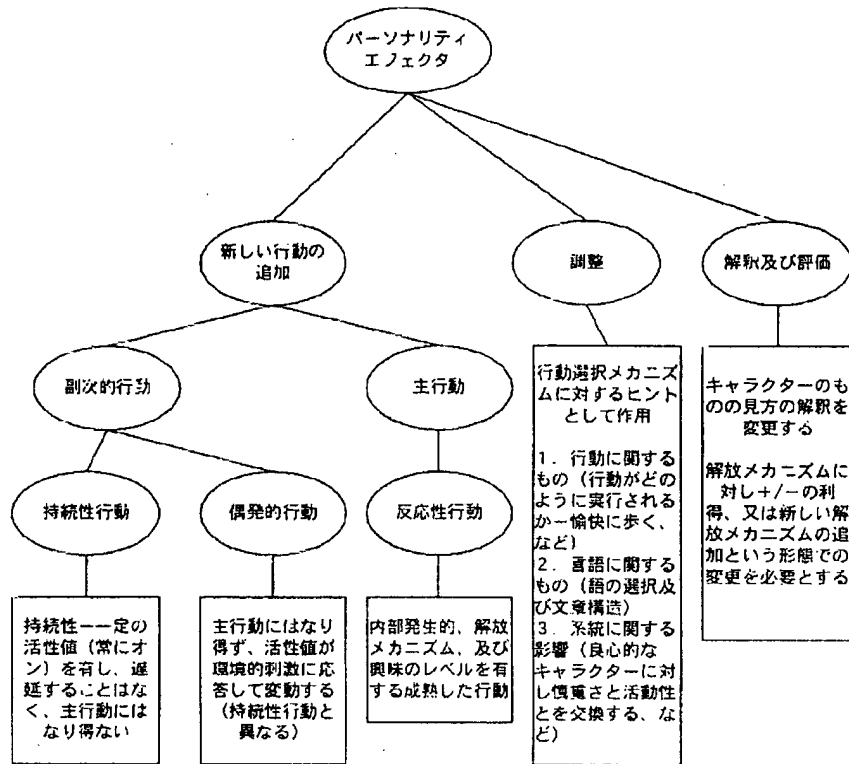 パーソナリティ
エフェクタ
新しい行動の
追加
調整
解釈及び評価
副次的行動
主行動
持続性行動
偶発的行動
反応性行動
行動選択メカニズ
ムに対するヒント
として作用
1．行動に関する
もの（行動がどの
ように実行される
か－愉快に歩く、
など）
2．言語に関する
もの（語の選択及
び文章構造）
3．系統に関する
影響（良心的な
キャラクターに対
し慎重さと活動性
とを交換する、な
ど）
キャラクターのも
のの見方の解釈を
変更する
解放メカニズムに
対し＋/－の利
得、又は新しい解
放メカニズムの追
加という形態での
変更を必要とする
持続性－一定の
活性値（常にオ
ン）を有し、遅
延することはな
く、主行動には
なり得ない
主行動にはなり
得ず、活性値が
環境的刺激に応
答して変動する
（持続性行動と
異なる）
内部発生的、解放
メカニズム、及び
興味のレベルを有
する成熟した行動